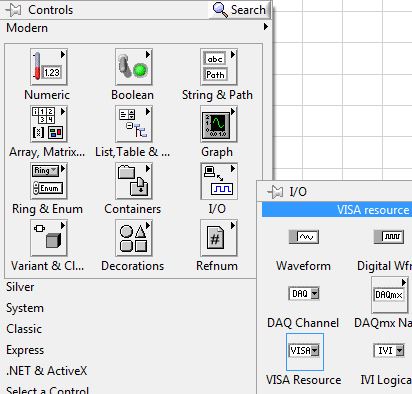 Controls
Search
Modern
1.23
abc
Path
Numeric
Boolean
String & Path
Array, Matrix...
List, Table & ...
Graph
Ring
Enum
Ring & Enum
Containers
I/O
Variant & Cl...
Decorations
#
Refnum
Silver
System
Classic
Express
.NET & ActiveX
Select a Control
I/O
VISA resource
Waveform
Digital Wfr
DAQ
DAQmx
DAQ Channel
DAQmx Na
VISA
IVI
VISA Resource
IVI Logica